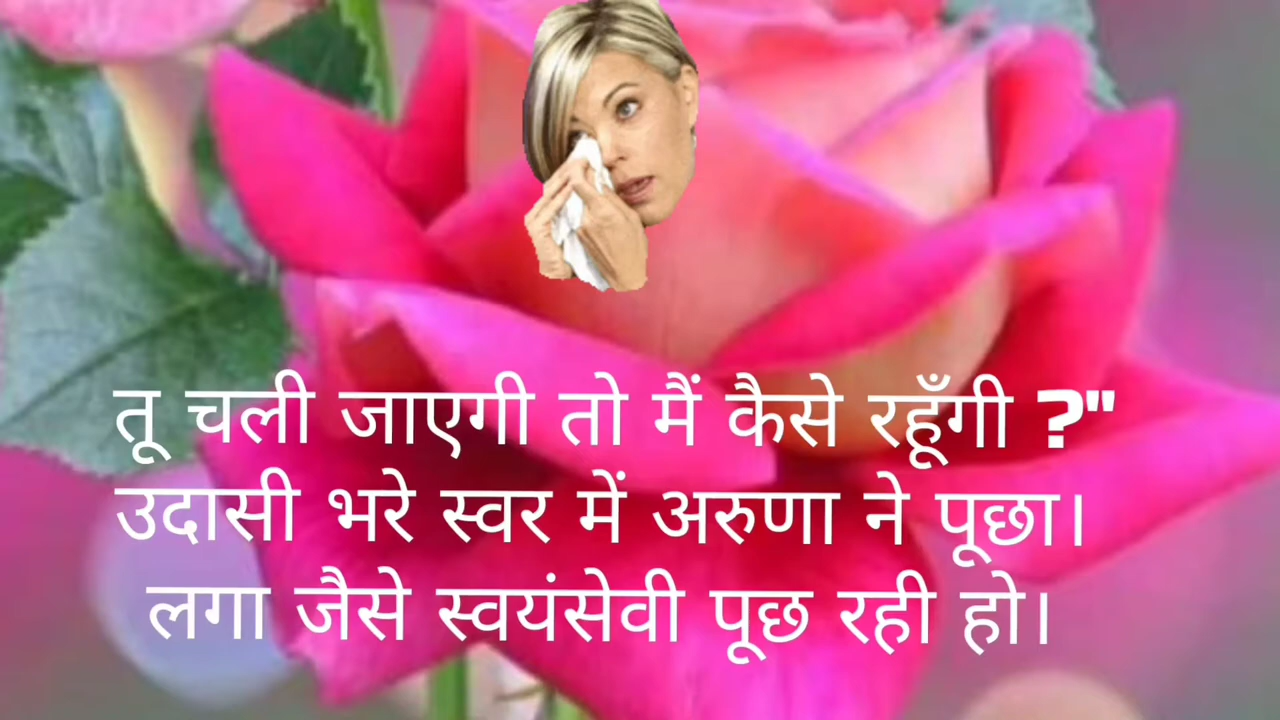 तू चली जाएगी तो मैं कैसे रहूँगी ?"
उदासी भरे स्वर में अरुणा ने पूछा।
लगा जैसे स्वयंसेवी पूछ रही हो।